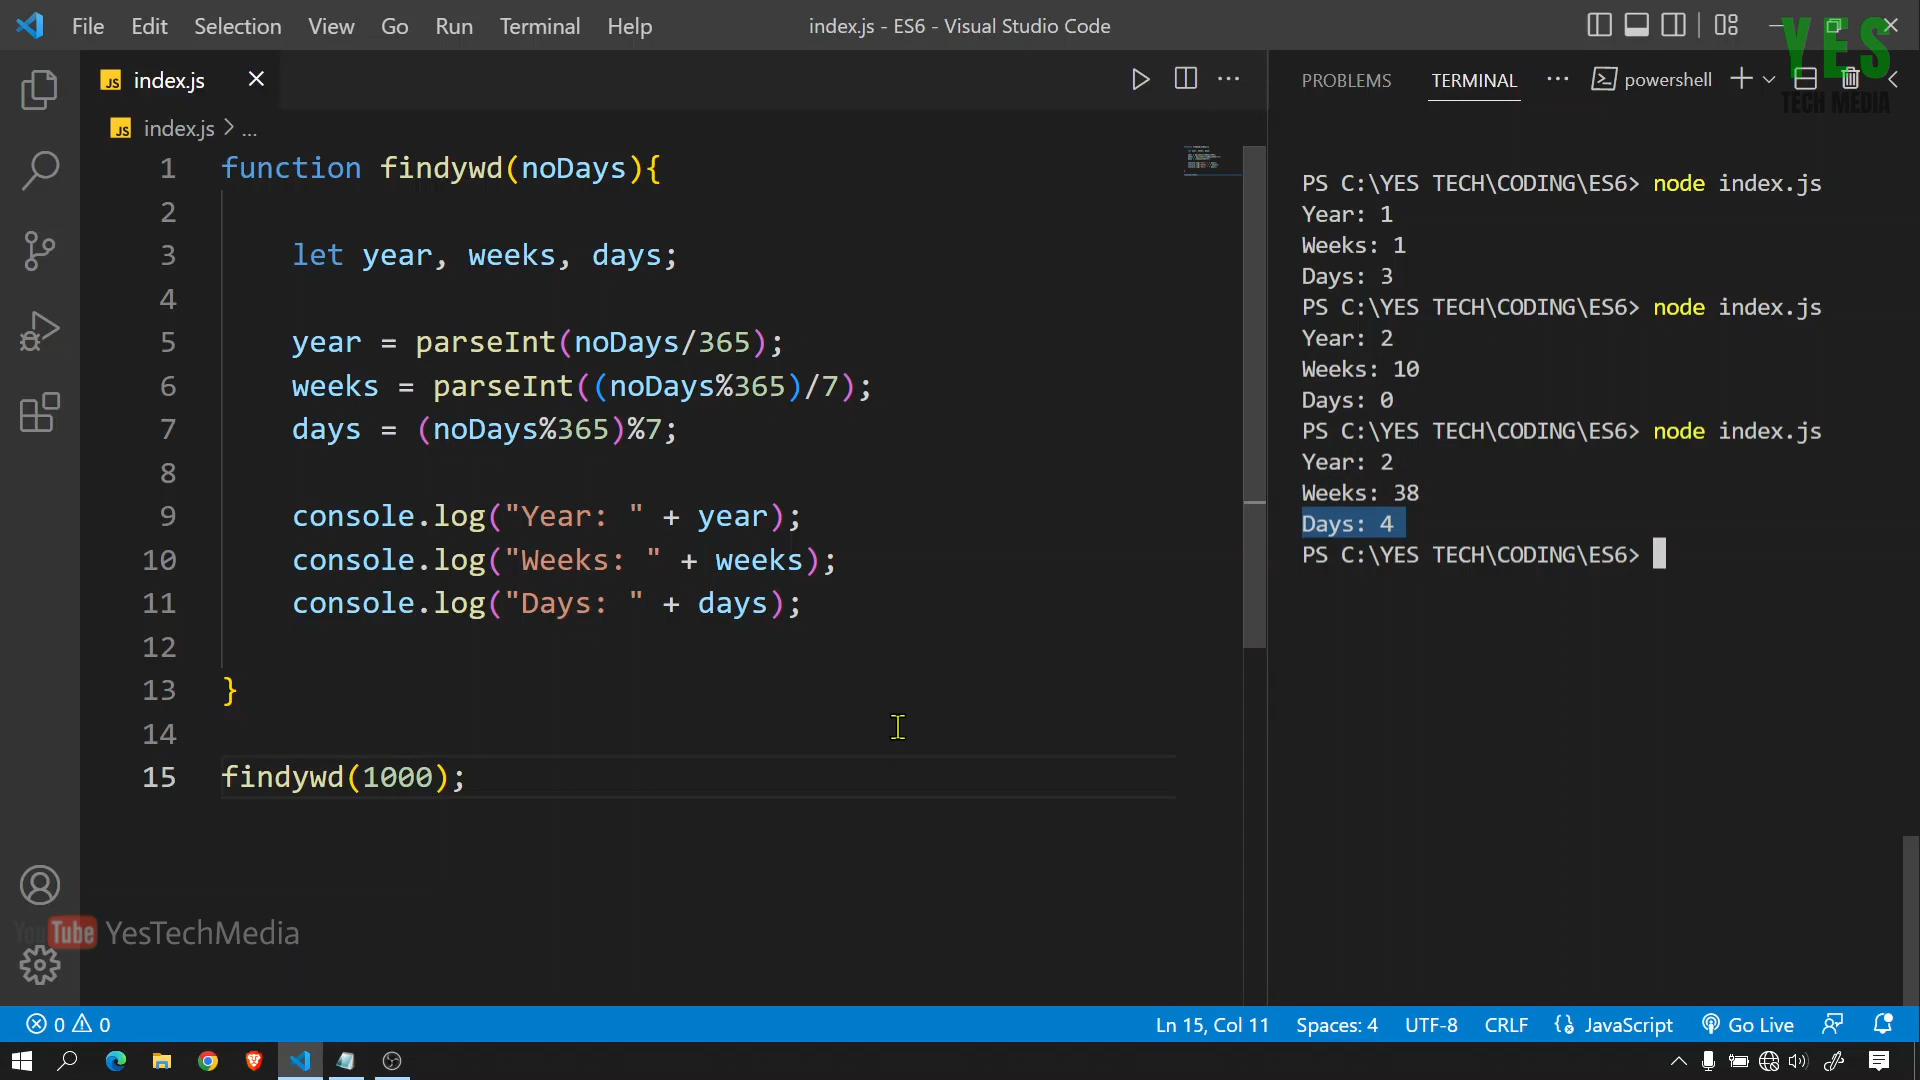 File Edit Selection View Go Run Terminal Help
index.js - ES6 - Visual Studio Code
YES
TECH MEDIA
JS index.js
JS index.js > ...
PROBLEMS TERMINAL ... powershell
1 function findywd(noDays){
2
3 let year, weeks, days;
4
5 year = parseInt(noDays/365);
6 weeks = parseInt((noDays%365)/7);
7 days = (noDays%365)%7;
8
9 console.log("Year: " + year);
10 console.log("Weeks: " + weeks);
11 console.log("Days: " + days);
12
13 }
14
15 findywd(1000);
PS C:\YES TECH\CODING\ES6> node index.js
Year: 1
Weeks: 1
Days: 3
PS C:\YES TECH\CODING\ES6> node index.js
Year: 2
Weeks: 10
Days: 0
PS C:\YES TECH\CODING\ES6> node index.js
Year: 2
Weeks: 38
Days: 4
PS C:\YES TECH\CODING\ES6>
YouTube YesTechMedia
0 0 Ln 15, Col 11 Spaces: 4 UTF-8 CRLF {} JavaScript Go Live